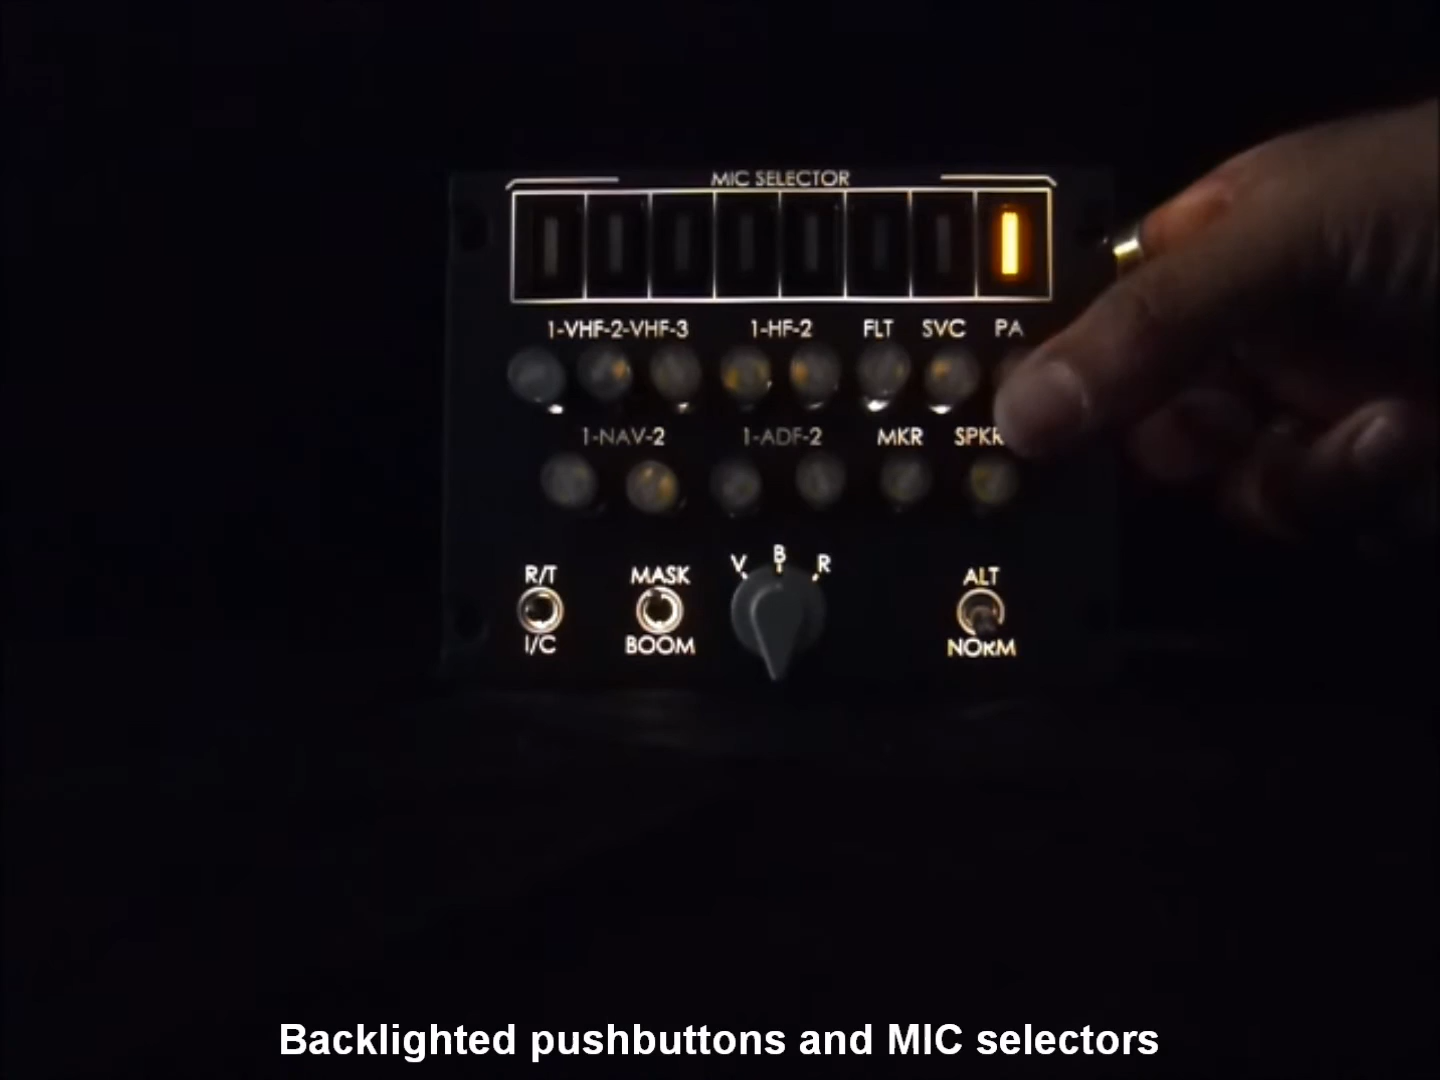 MIC SELECTOR
1-VHF-2-VHF-3 1-HF-2 FLT SVC PA
1-NAV-2 1-ADF-2 MKR SPKR
V B R
R/T MASK ALT
I/C BOOM NORM
Backlighted pushbuttons and MIC selectors